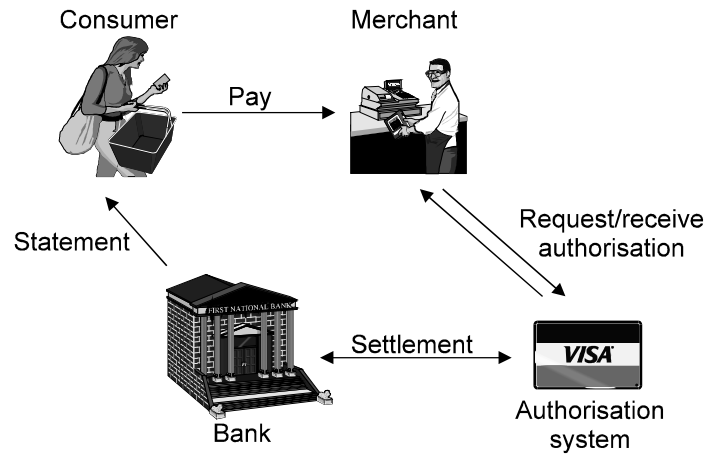 Consumer
Merchant
Pay
Request/receive
authorisation
Statement
FIRST NATIONAL BANK
Settlement
VISA
Authorisation
system
Bank